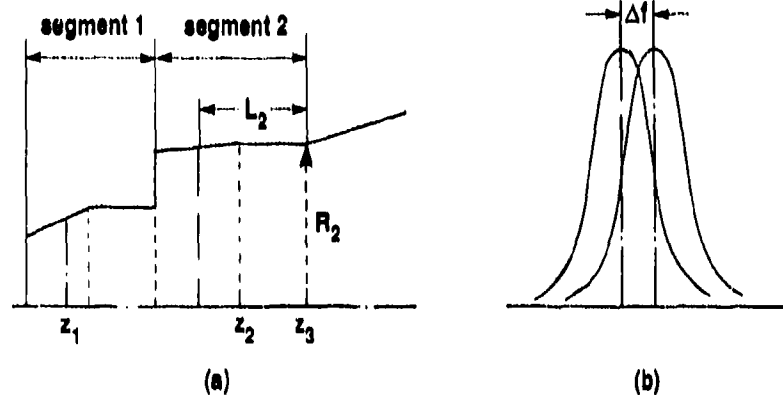 segment 1
segment 2
Δf
L2
R2
z1
z2
z3
(a)
(b)